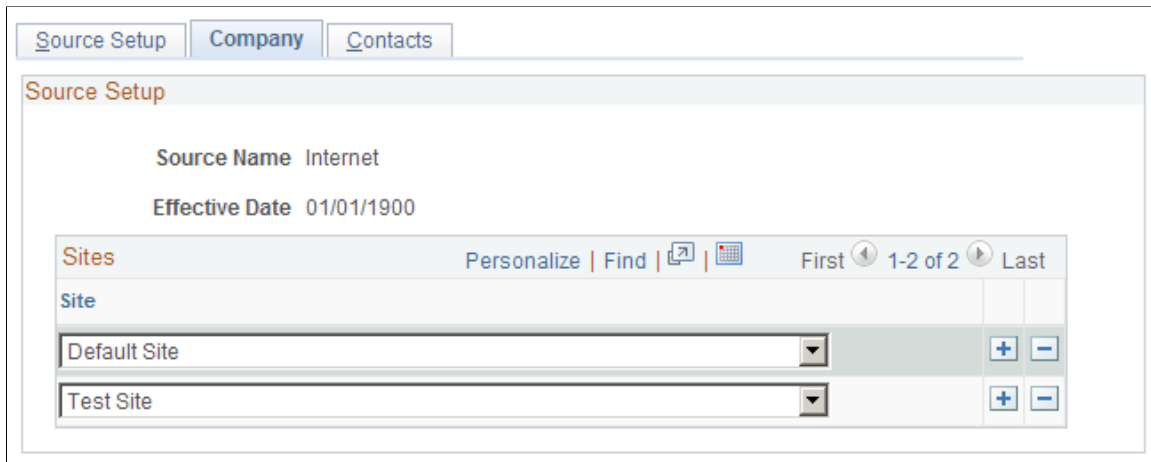 Source Setup Company Contacts
Source Setup
Source Name Internet
Effective Date 01/01/1900
Sites Personalize | Find | | First 1-2 of 2 Last
Site
Default Site
Test Site